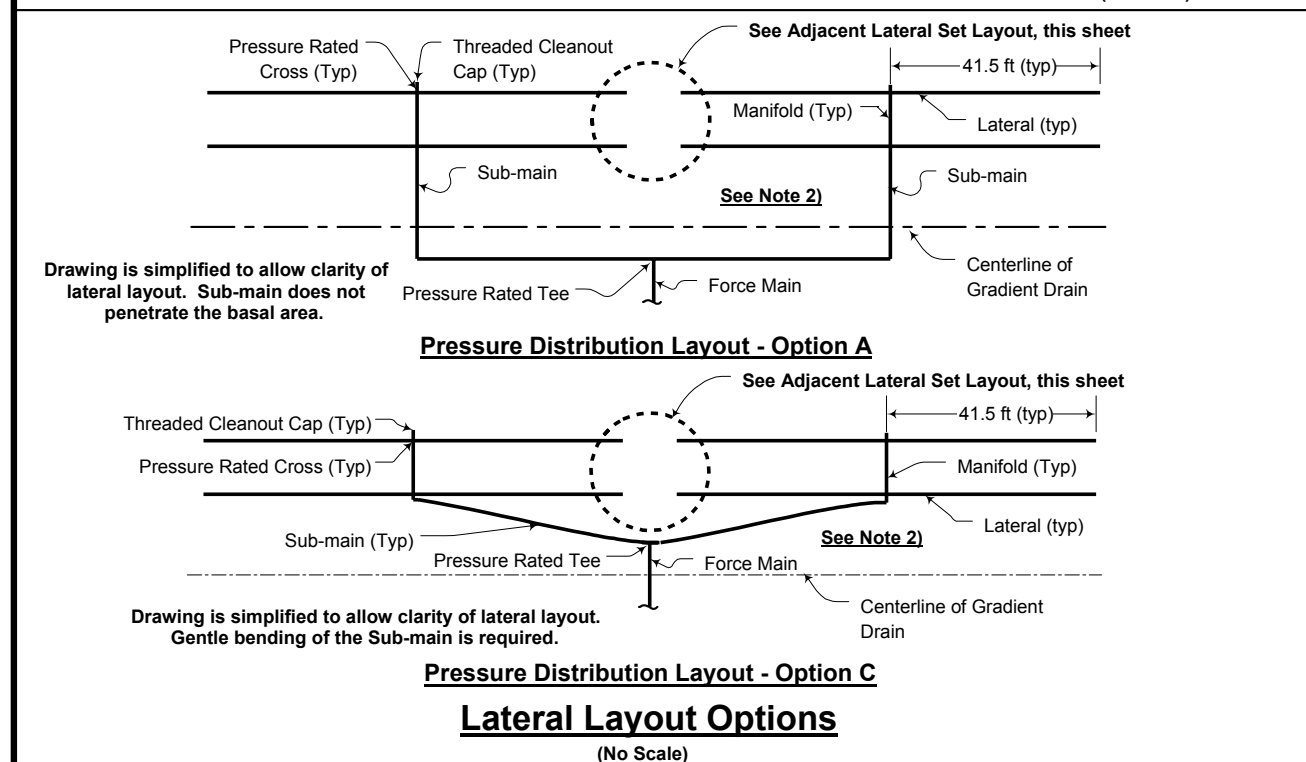 See Adjacent Lateral Set Layout, this sheet
Pressure Rated
Cross (Typ)
Threaded Cleanout
Cap (Typ)
41.5 ft (typ)
Manifold (Typ)
Lateral (typ)
Sub-main
See Note 2)
Sub-main
Drawing is simplified to allow clarity of
lateral layout.  Sub-main does not
penetrate the basal area.
Pressure Rated Tee
Force Main
Centerline of
Gradient Drain
Pressure Distribution Layout - Option A
See Adjacent Lateral Set Layout, this sheet
Threaded Cleanout Cap (Typ)
41.5 ft (typ)
Pressure Rated Cross (Typ)
Manifold (Typ)
Sub-main (Typ)
Lateral (typ)
See Note 2)
Pressure Rated Tee
Force Main
Drawing is simplified to allow clarity of lateral layout.
Gentle bending of the Sub-main is required.
Centerline of Gradient
Drain
Pressure Distribution Layout - Option C
Lateral Layout Options
(No Scale)